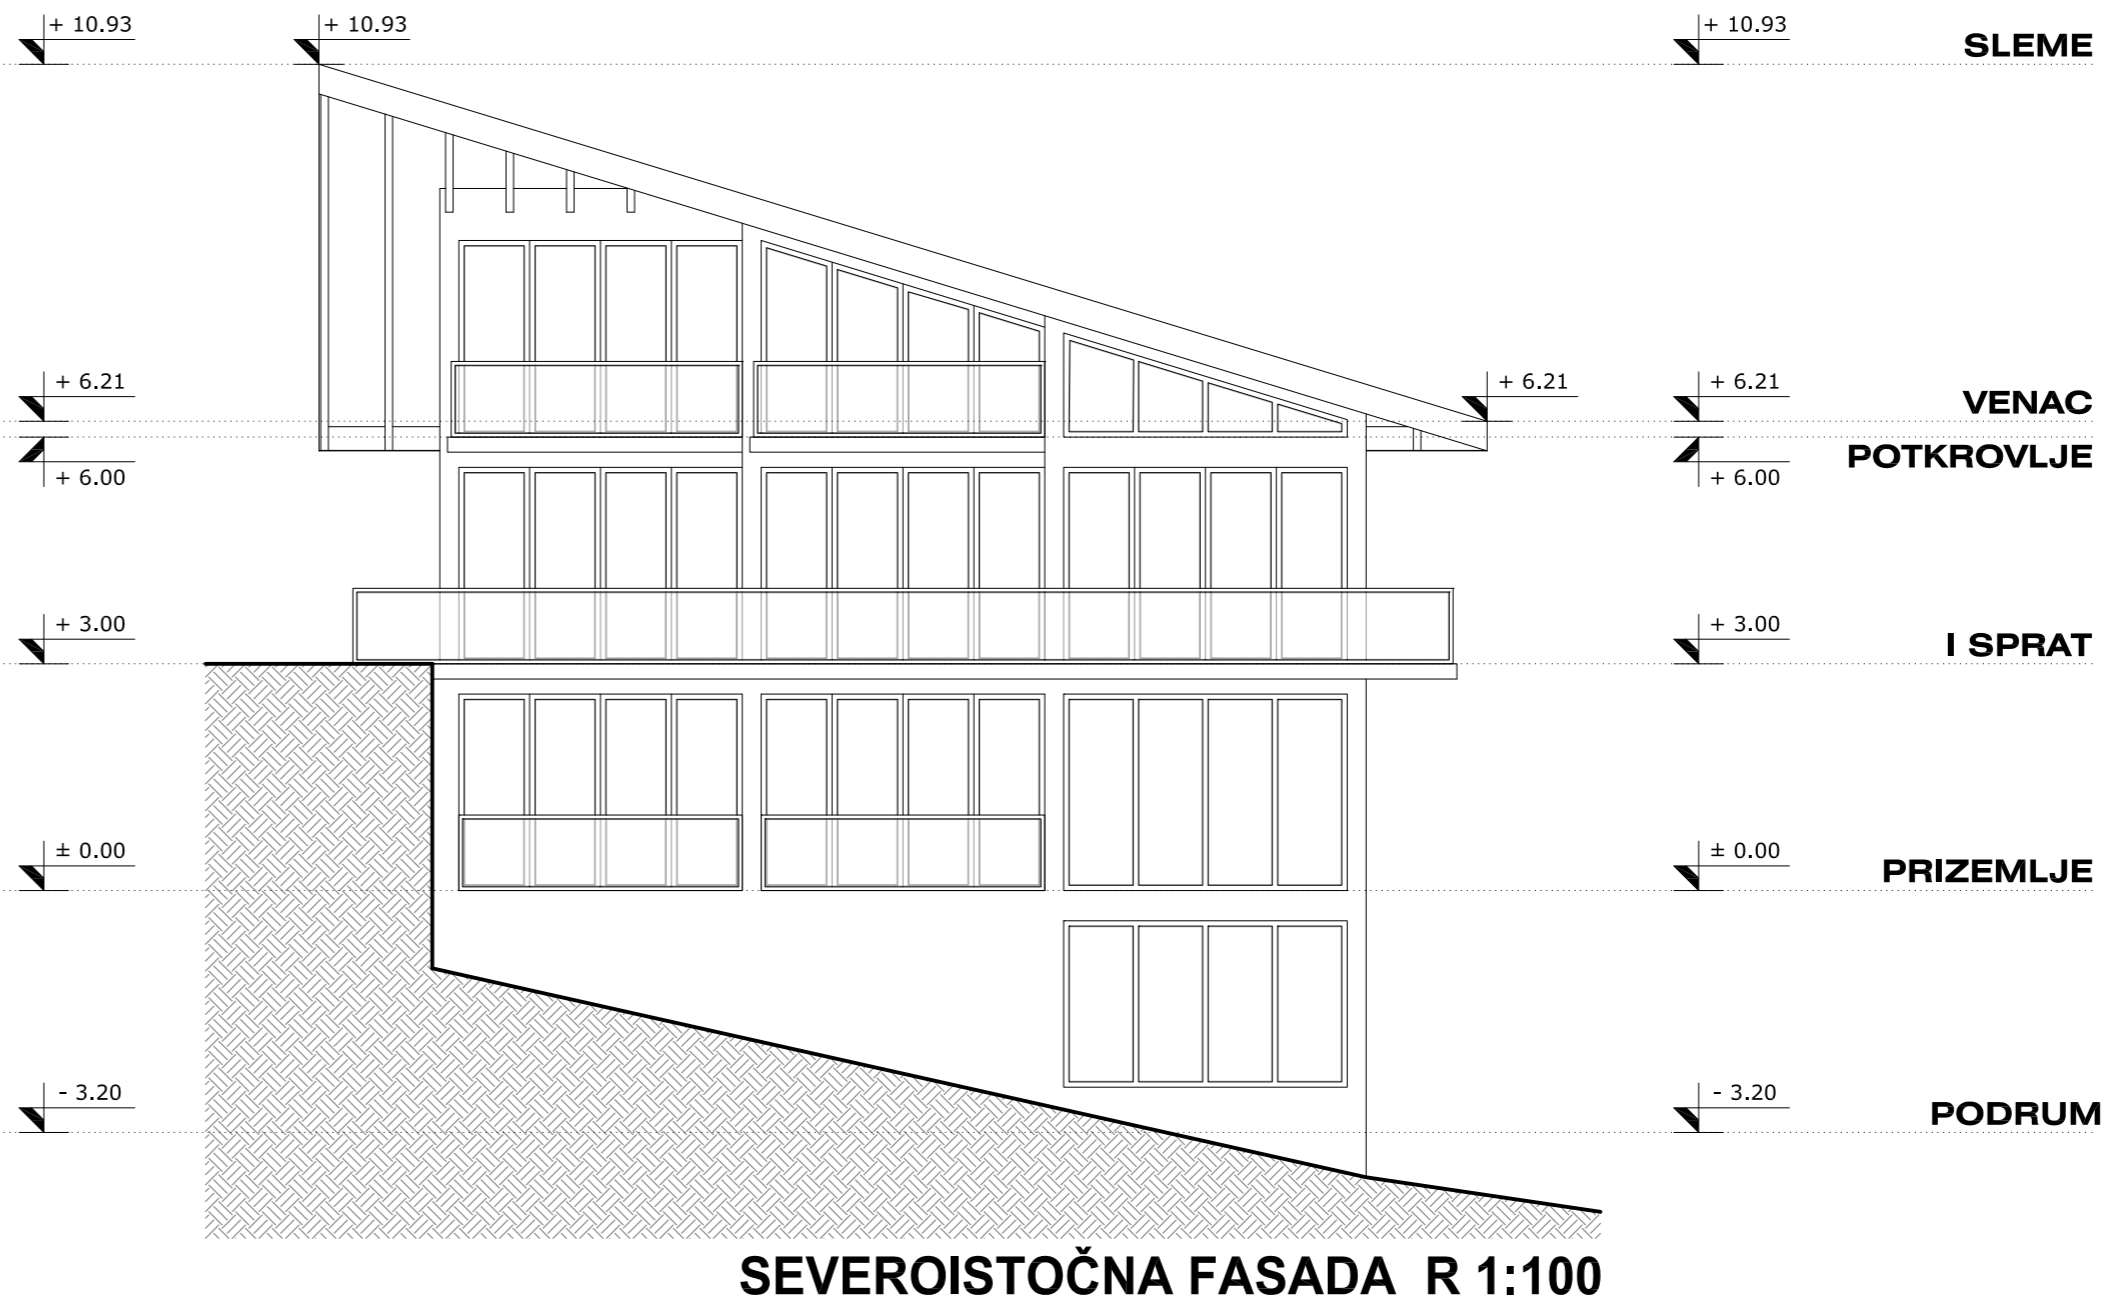 + 10.93
+ 10.93
+ 10.93
SLEME
+ 6.21
+ 6.21
+ 6.21
VENAC
+ 6.00
+ 6.00
POTKROVLJE
+ 3.00
+ 3.00
I SPRAT
± 0.00
± 0.00
PRIZEMLJE
- 3.20
- 3.20
PODRUM
SEVEROISTOČNA FASADA R 1:100